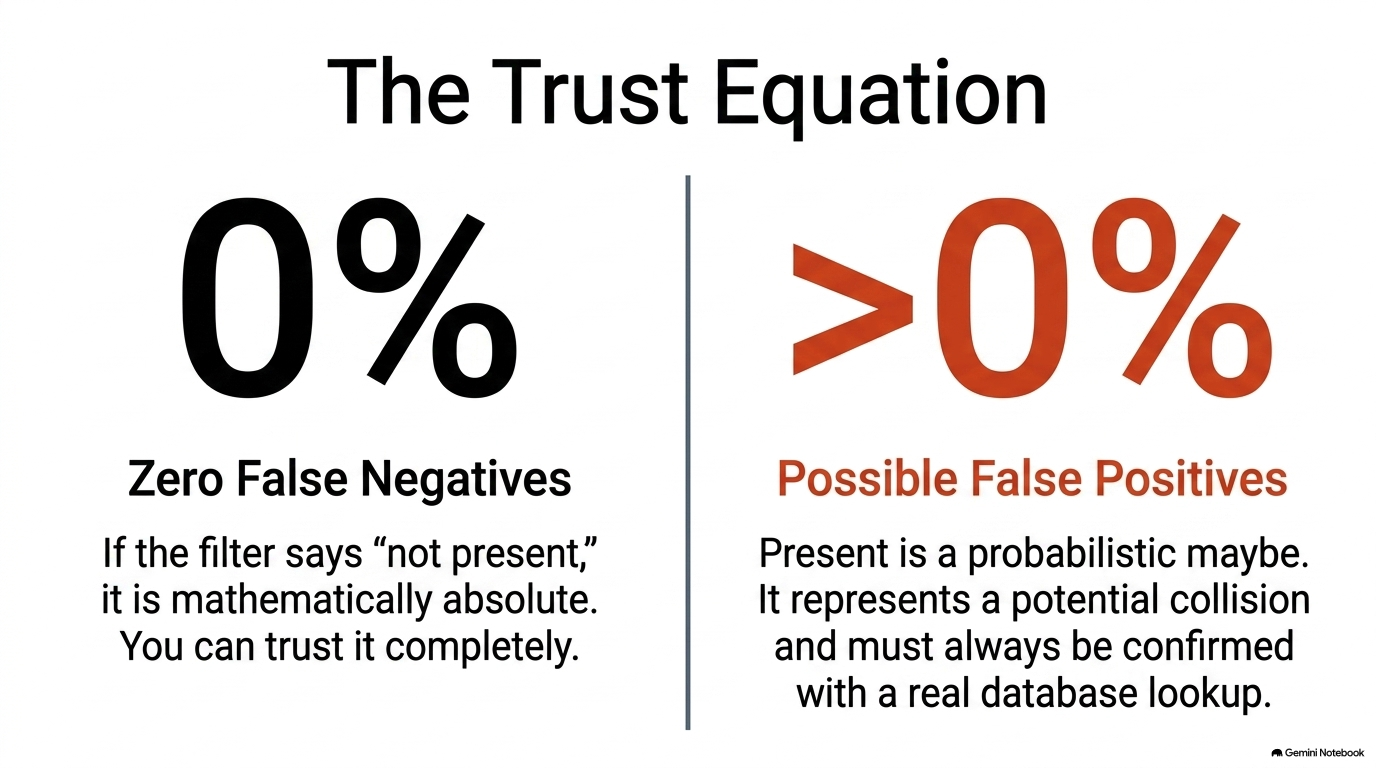 The Trust Equation
0%
Zero False Negatives
If the filter says “not present,”
it is mathematically absolute.
You can trust it completely.
>0%
Possible False Positives
Present is a probabilistic maybe.
It represents a potential collision
and must always be confirmed
with a real database lookup.
Gemini Notebook